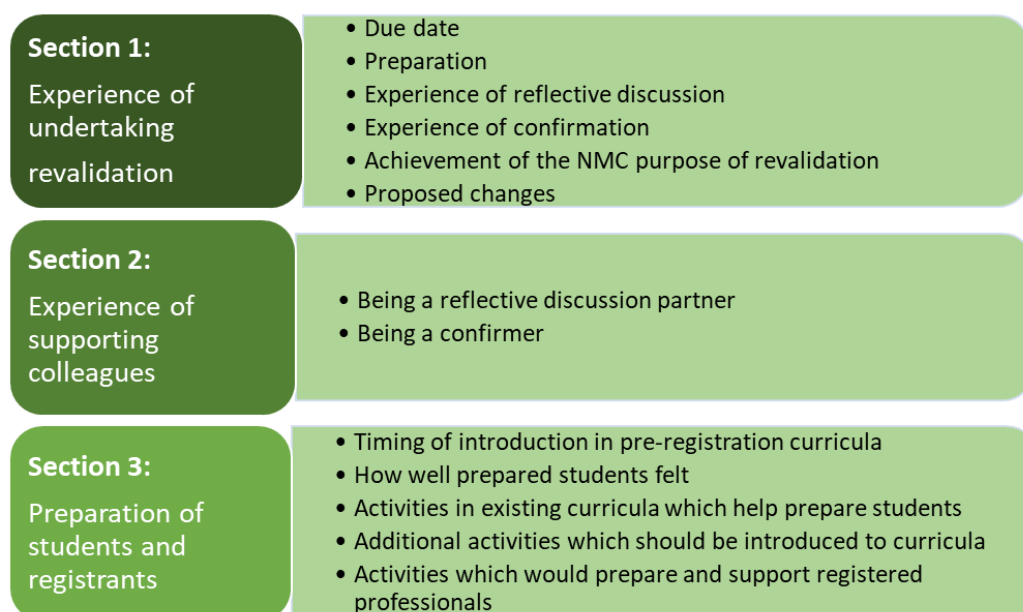 Section 1:
Experience of
undertaking
revalidation
• Due date
• Preparation
• Experience of reflective discussion
• Experience of confirmation
• Achievement of the NMC purpose of revalidation
• Proposed changes
Section 2:
Experience of
supporting
colleagues
• Being a reflective discussion partner
• Being a confirmer
Section 3:
Preparation of
students and
registrants
• Timing of introduction in pre-registration curricula
• How well prepared students felt
• Activities in existing curricula which help prepare students
• Additional activities which should be introduced to curricula
• Activities which would prepare and support registered
professionals